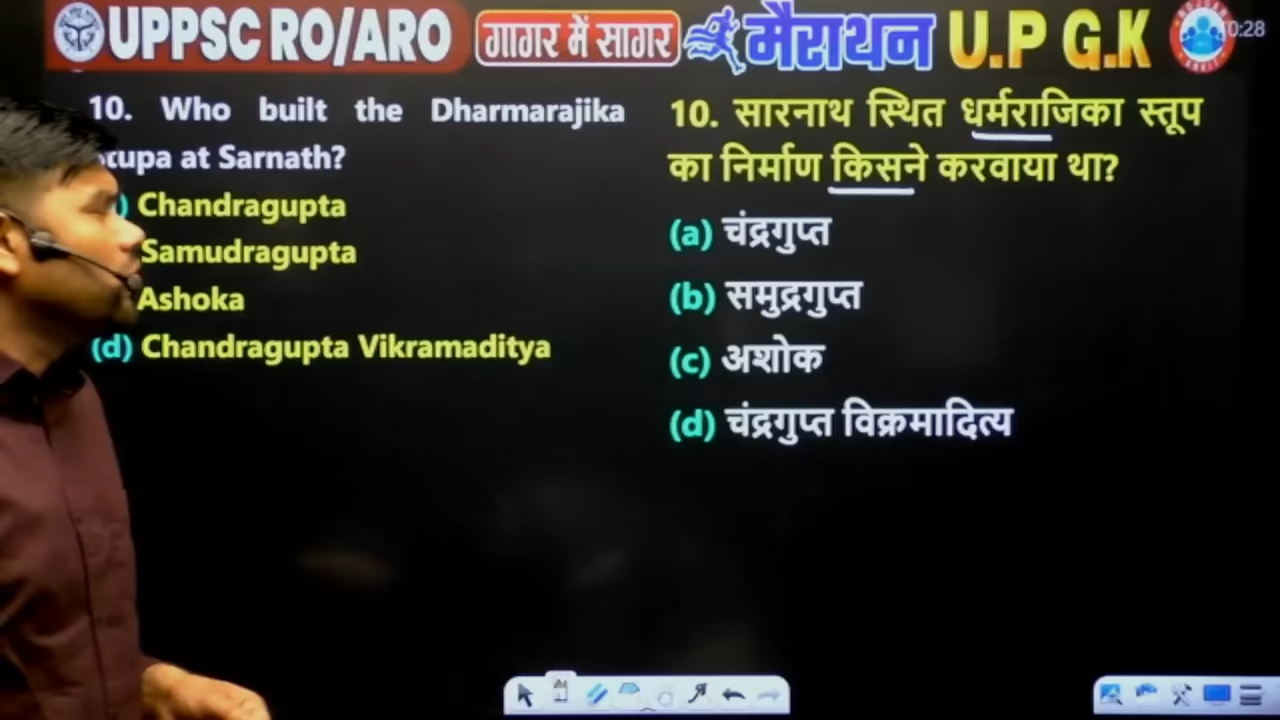 UPPSC RO/ARO गागर में सागर मैराथन U.P G.K
0:28
10. Who built the Dharmarajika
at Sarnath?
Chandragupta
Samudragupta
Ashoka
(d) Chandragupta Vikramaditya
10. सारनाथ स्थित धर्मराजिका स्तूप
का निर्माण किसने करवाया था?
(a) चंद्रगुप्त
(b) समुद्रगुप्त
(c) अशोक
(d) चंद्रगुप्त विक्रमादित्य